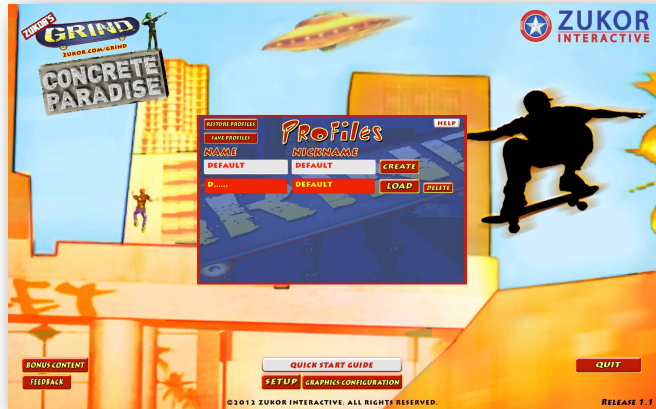 ZUKOR'S
GRIND
ZUKOR.COM/GRIND
CONCRETE
PARADISE
ZUKOR
INTERACTIVE
RESTORE PROFILES
SAVE PROFILES
PROFILES
HELP
NAME NICKNAME
DEFAULT DEFAULT CREATE
D...... DEFAULT LOAD DELETE
BONUS CONTENT
FEEDBACK
QUICK START GUIDE
SETUP GRAPHICS CONFIGURATION
QUIT
©2012 ZUKOR INTERACTIVE. ALL RIGHTS RESERVED.
RELEASE 1.1